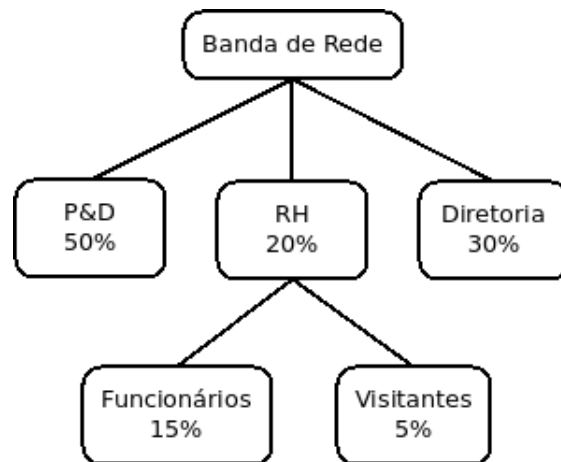 Banda de Rede
P&D
50%
RH
20%
Diretoria
30%
Funcionários
15%
Visitantes
5%